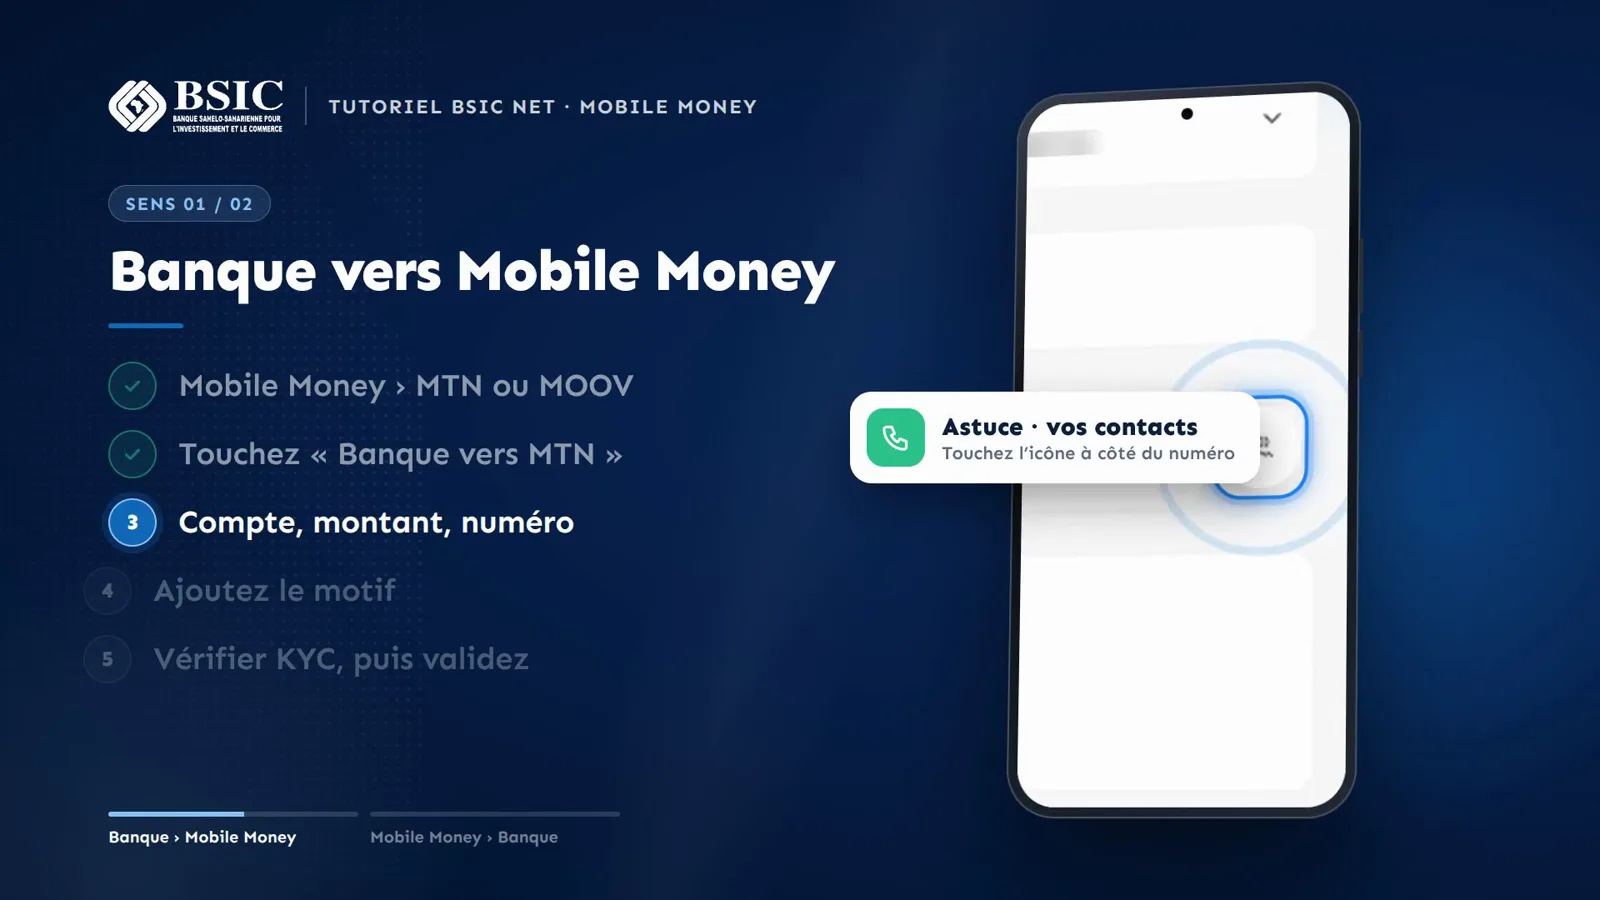 BSIC
BANQUE SAHELO-SAHARIENNE POUR
L'INVESTISSEMENT ET LE COMMERCE
TUTORIEL BSIC NET · MOBILE MONEY
SENS 01 / 02
Banque vers Mobile Money
Mobile Money › MTN ou MOOV
Touchez « Banque vers MTN »
3 Compte, montant, numéro
4 Ajoutez le motif
5 Vérifier KYC, puis validez
Astuce · vos contacts
Touchez l’icône à côté du numéro
Banque › Mobile Money
Mobile Money › Banque